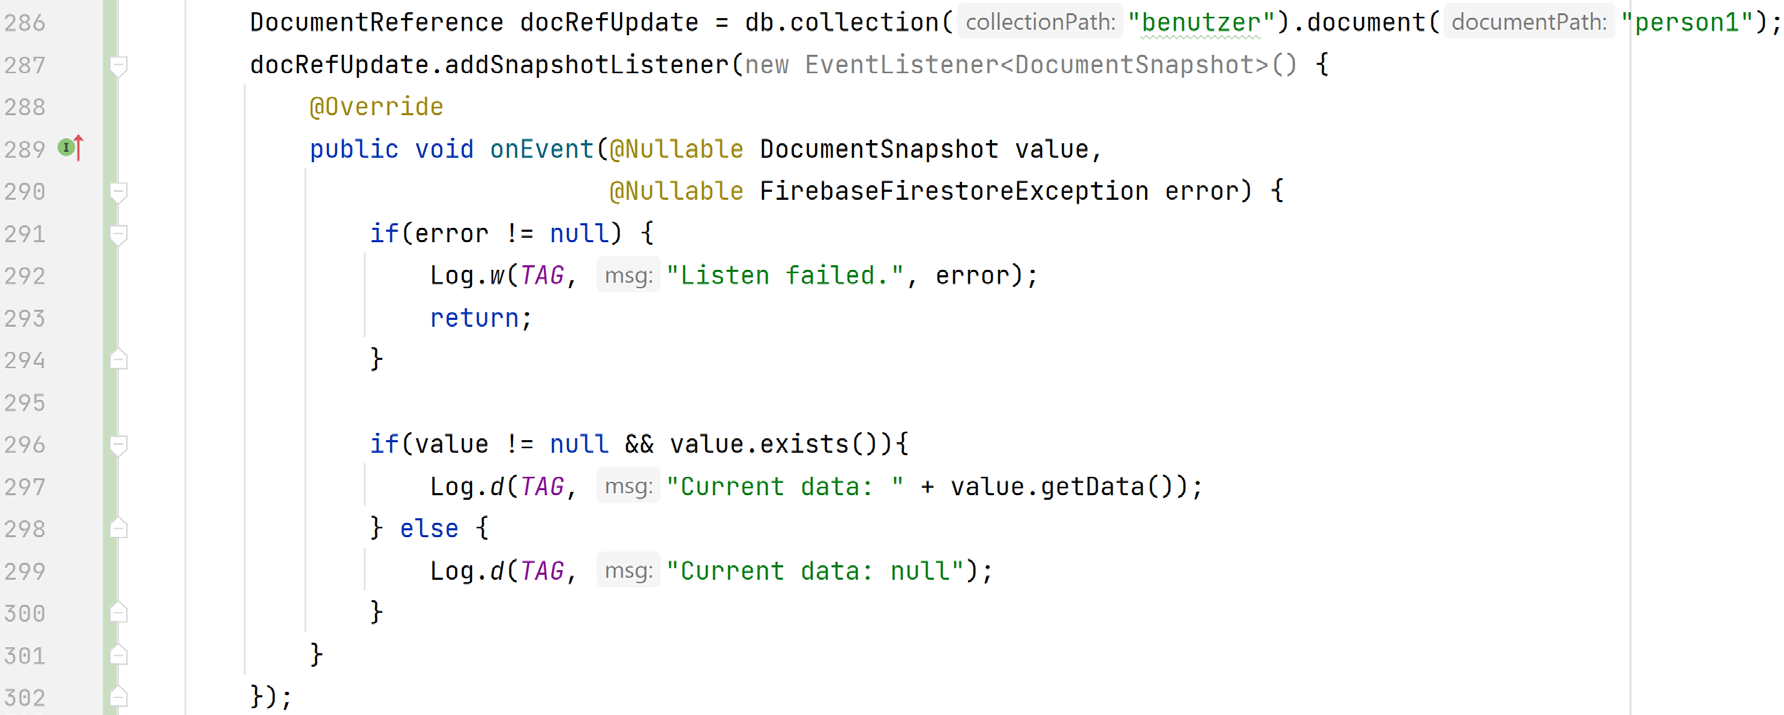 286 DocumentReference docRefUpdate = db.collection( collectionPath: "benutzer").document( documentPath: "person1");
287 docRefUpdate.addSnapshotListener(new EventListener<DocumentSnapshot>() {
288 @Override
289 I public void onEvent(@Nullable DocumentSnapshot value,
290 @Nullable FirebaseFirestoreException error) {
291 if(error != null) {
292 Log.w(TAG, msg: "Listen failed.", error);
293 return;
294 }
295
296 if(value != null && value.exists()){
297 Log.d(TAG, msg: "Current data: " + value.getData());
298 } else {
299 Log.d(TAG, msg: "Current data: null");
300 }
301 }
302 });